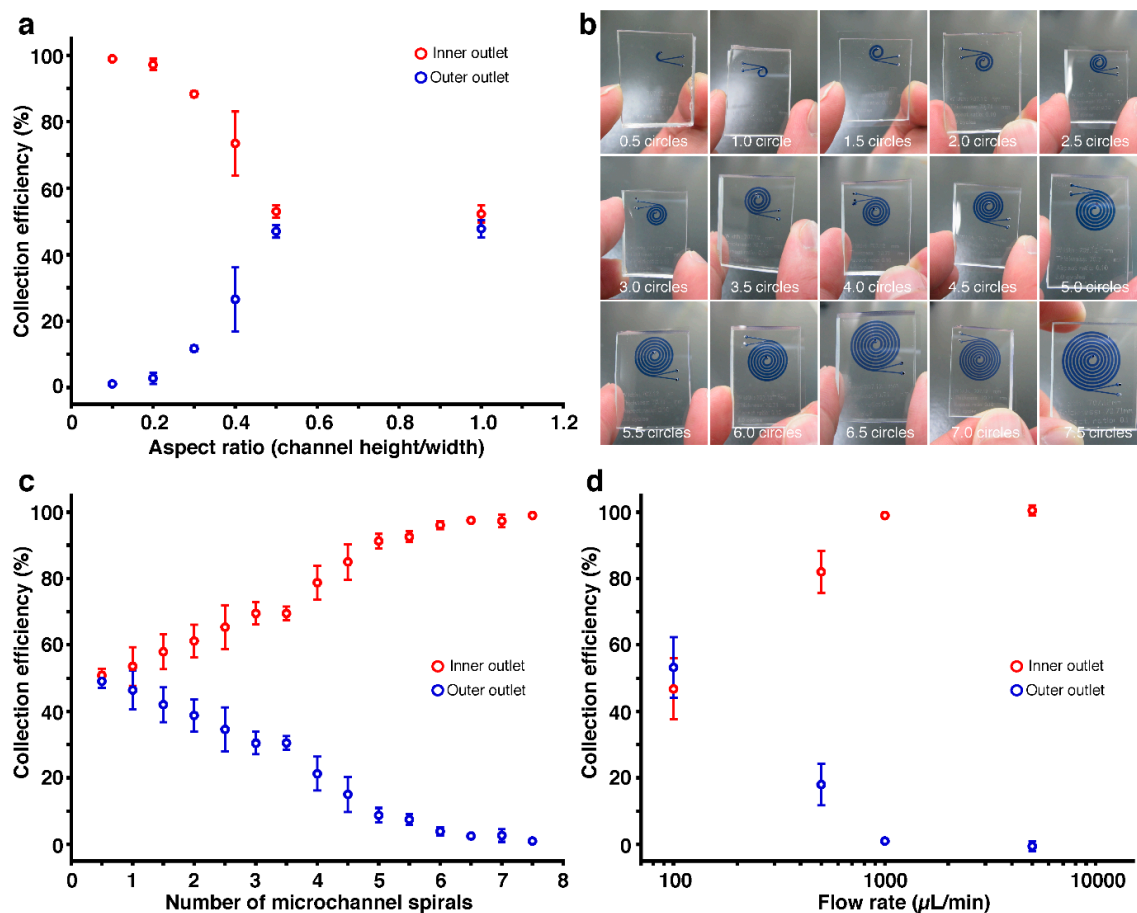 a
100
80
60
40
20
0
Collection efficiency (%)
Inner outlet
Outer outlet
0 0.2 0.4 0.6 0.8 1.0 1.2
Aspect ratio (channel height/width)
b
0.5 circles 1.0 circles 1.5 circles 2.0 circles 2.5 circles
3.0 circles 3.5 circles 4.0 circles 4.5 circles 5.0 circles
5.5 circles 6.0 circles 6.5 circles 7.0 circles 7.5 circles
c
100
80
60
40
20
0
Collection efficiency (%)
Inner outlet
Outer outlet
0 1 2 3 4 5 6 7 8
Number of microchannel spirals
d
100
80
60
40
20
0
Collection efficiency (%)
Inner outlet
Outer outlet
100 1000 10000
Flow rate (µL/min)